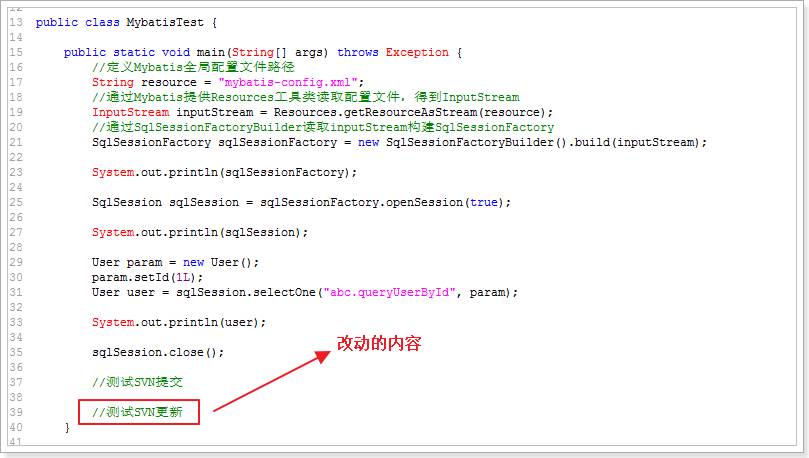 12
13 public class MybatisTest {
14
15 public static void main(String[] args) throws Exception {
16 //定义Mybatis全局配置文件路径
17 String resource = "mybatis-config.xml";
18 //通过Mybatis提供Resources工具类读取配置文件，得到InputStream
19 InputStream inputStream = Resources.getResourceAsStream(resource);
20 //通过SqlSessionFactoryBuilder读取inputStream构建SqlSessionFactory
21 SqlSessionFactory sqlSessionFactory = new SqlSessionFactoryBuilder().build(inputStream);
22
23 System.out.println(sqlSessionFactory);
24
25 SqlSession sqlSession = sqlSessionFactory.openSession(true);
26
27 System.out.println(sqlSession);
28
29 User param = new User();
30 param.setId(1L);
31 User user = sqlSession.selectOne("abc.queryUserById", param);
32
33 System.out.println(user);
34
改动的内容
35 sqlSession.close();
36
37 //测试SVN提交
38
39 //测试SVN更新
40 }
41